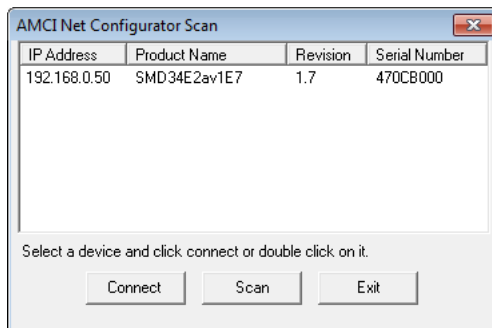 AMCI Net Configurator Scan
IP Address Product Name Revision Serial Number
192.168.0.50 SMD34E2av1E7 1.7 470CB000
Select a device and click connect or double click on it.
Connect Scan Exit